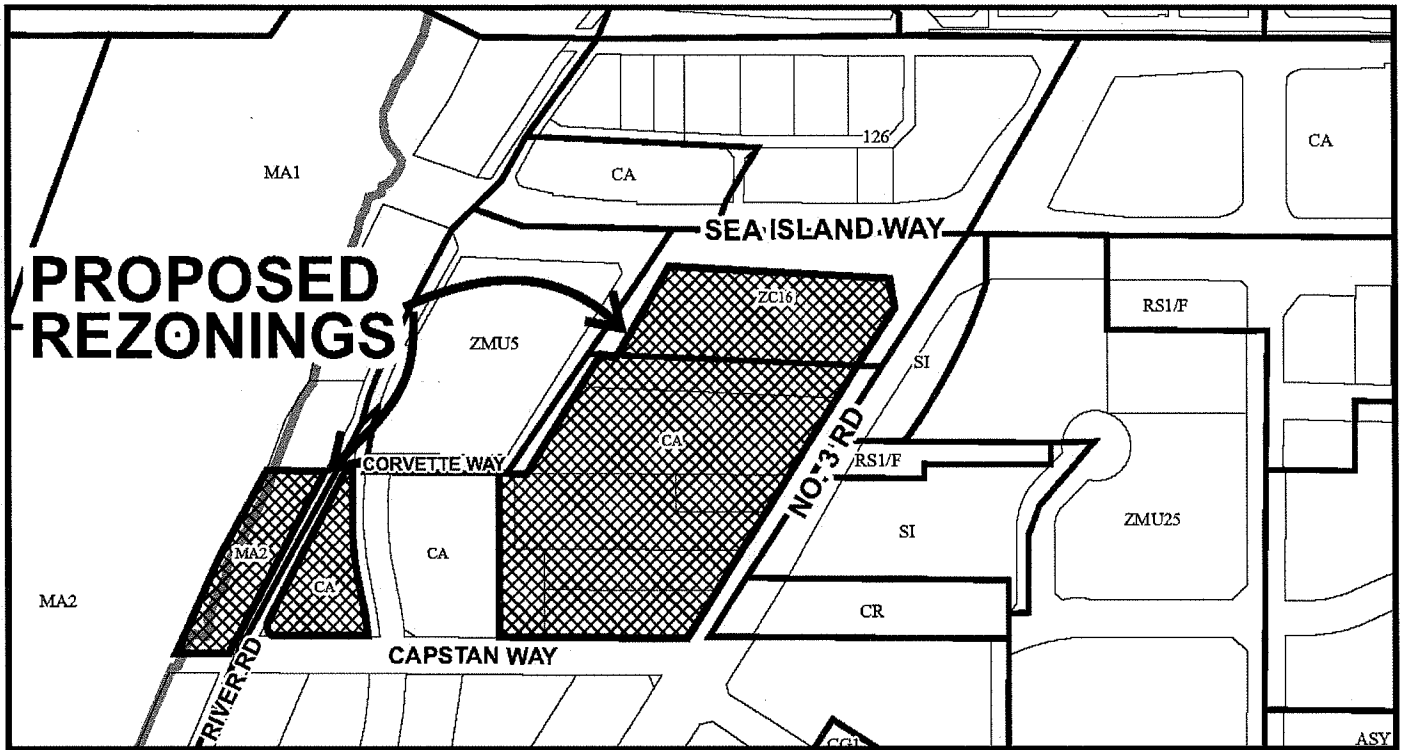 126
CA
CA
MA1
SEA ISLAND WAY
PROPOSED
REZONINGS
ZC16
RS1/F
ZMU5
SI
CA
NO. 3 RD
CORVETTE WAY
RS1/F
ZMU25
MA2
CA
SI
CA
MA2
CR
CAPSTAN WAY
RIVER RD
CG1
ASY